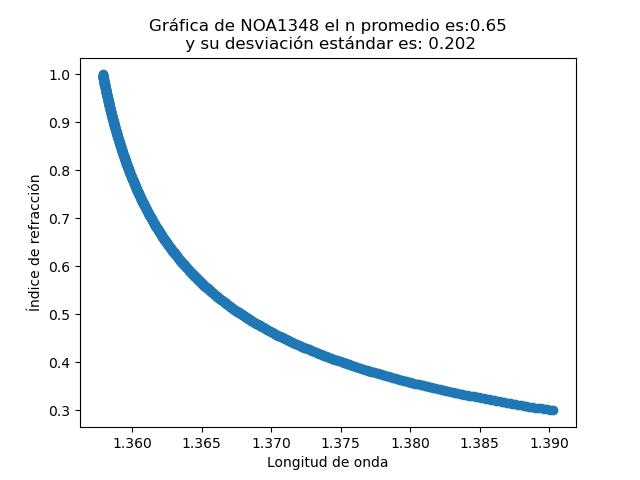 Gráfica de NOA1348 el n promedio es:0.65
y su desviación estándar es: 0.202
1.0
0.9
0.8
0.7
0.6
0.5
0.4
0.3
Índice de refracción
1.360 1.365 1.370 1.375 1.380 1.385 1.390
Longitud de onda